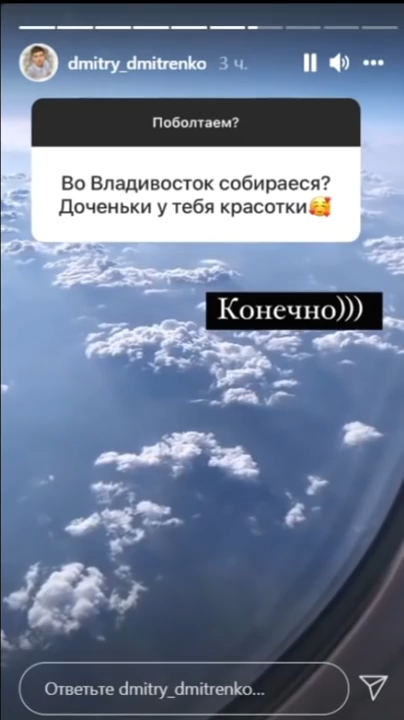 dmitry_dmitrenko 3 ч.
Поболтаем?
Во Владивосток собираеся?
Доченьки у тебя красотки🥰
Конечно)))
Ответьте dmitry_dmitrenko...